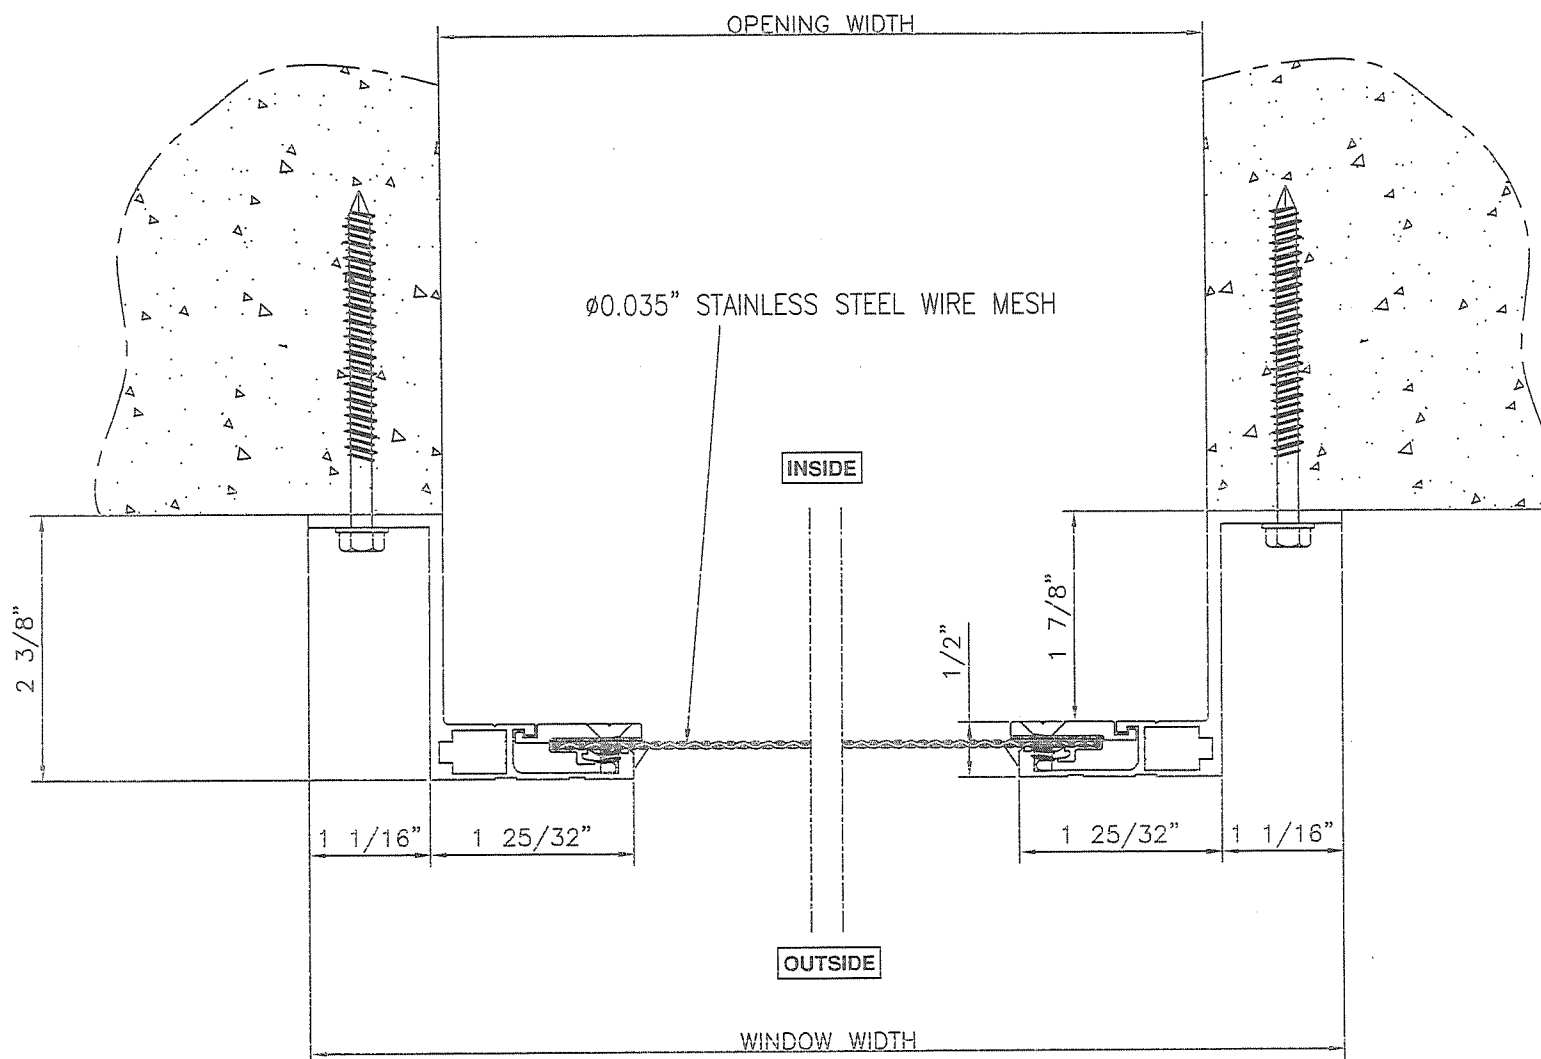 OPENING WIDTH
ø0.035” STAINLESS STEEL WIRE MESH
INSIDE
2 3/8”
1/2”
1 7/8”
1 1/16”
1 25/32”
1 25/32”
1 1/16”
OUTSIDE
WINDOW WIDTH